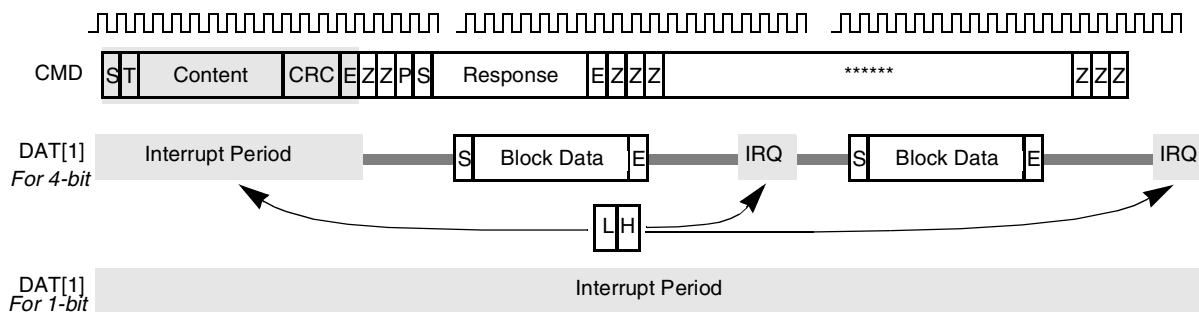 CMD S T Content CRC E Z Z P S Response E Z Z Z ****** Z Z Z
DAT[1] Interrupt Period S Block Data E IRQ S Block Data E IRQ
For 4-bit
L H
DAT[1] Interrupt Period
For 1-bit